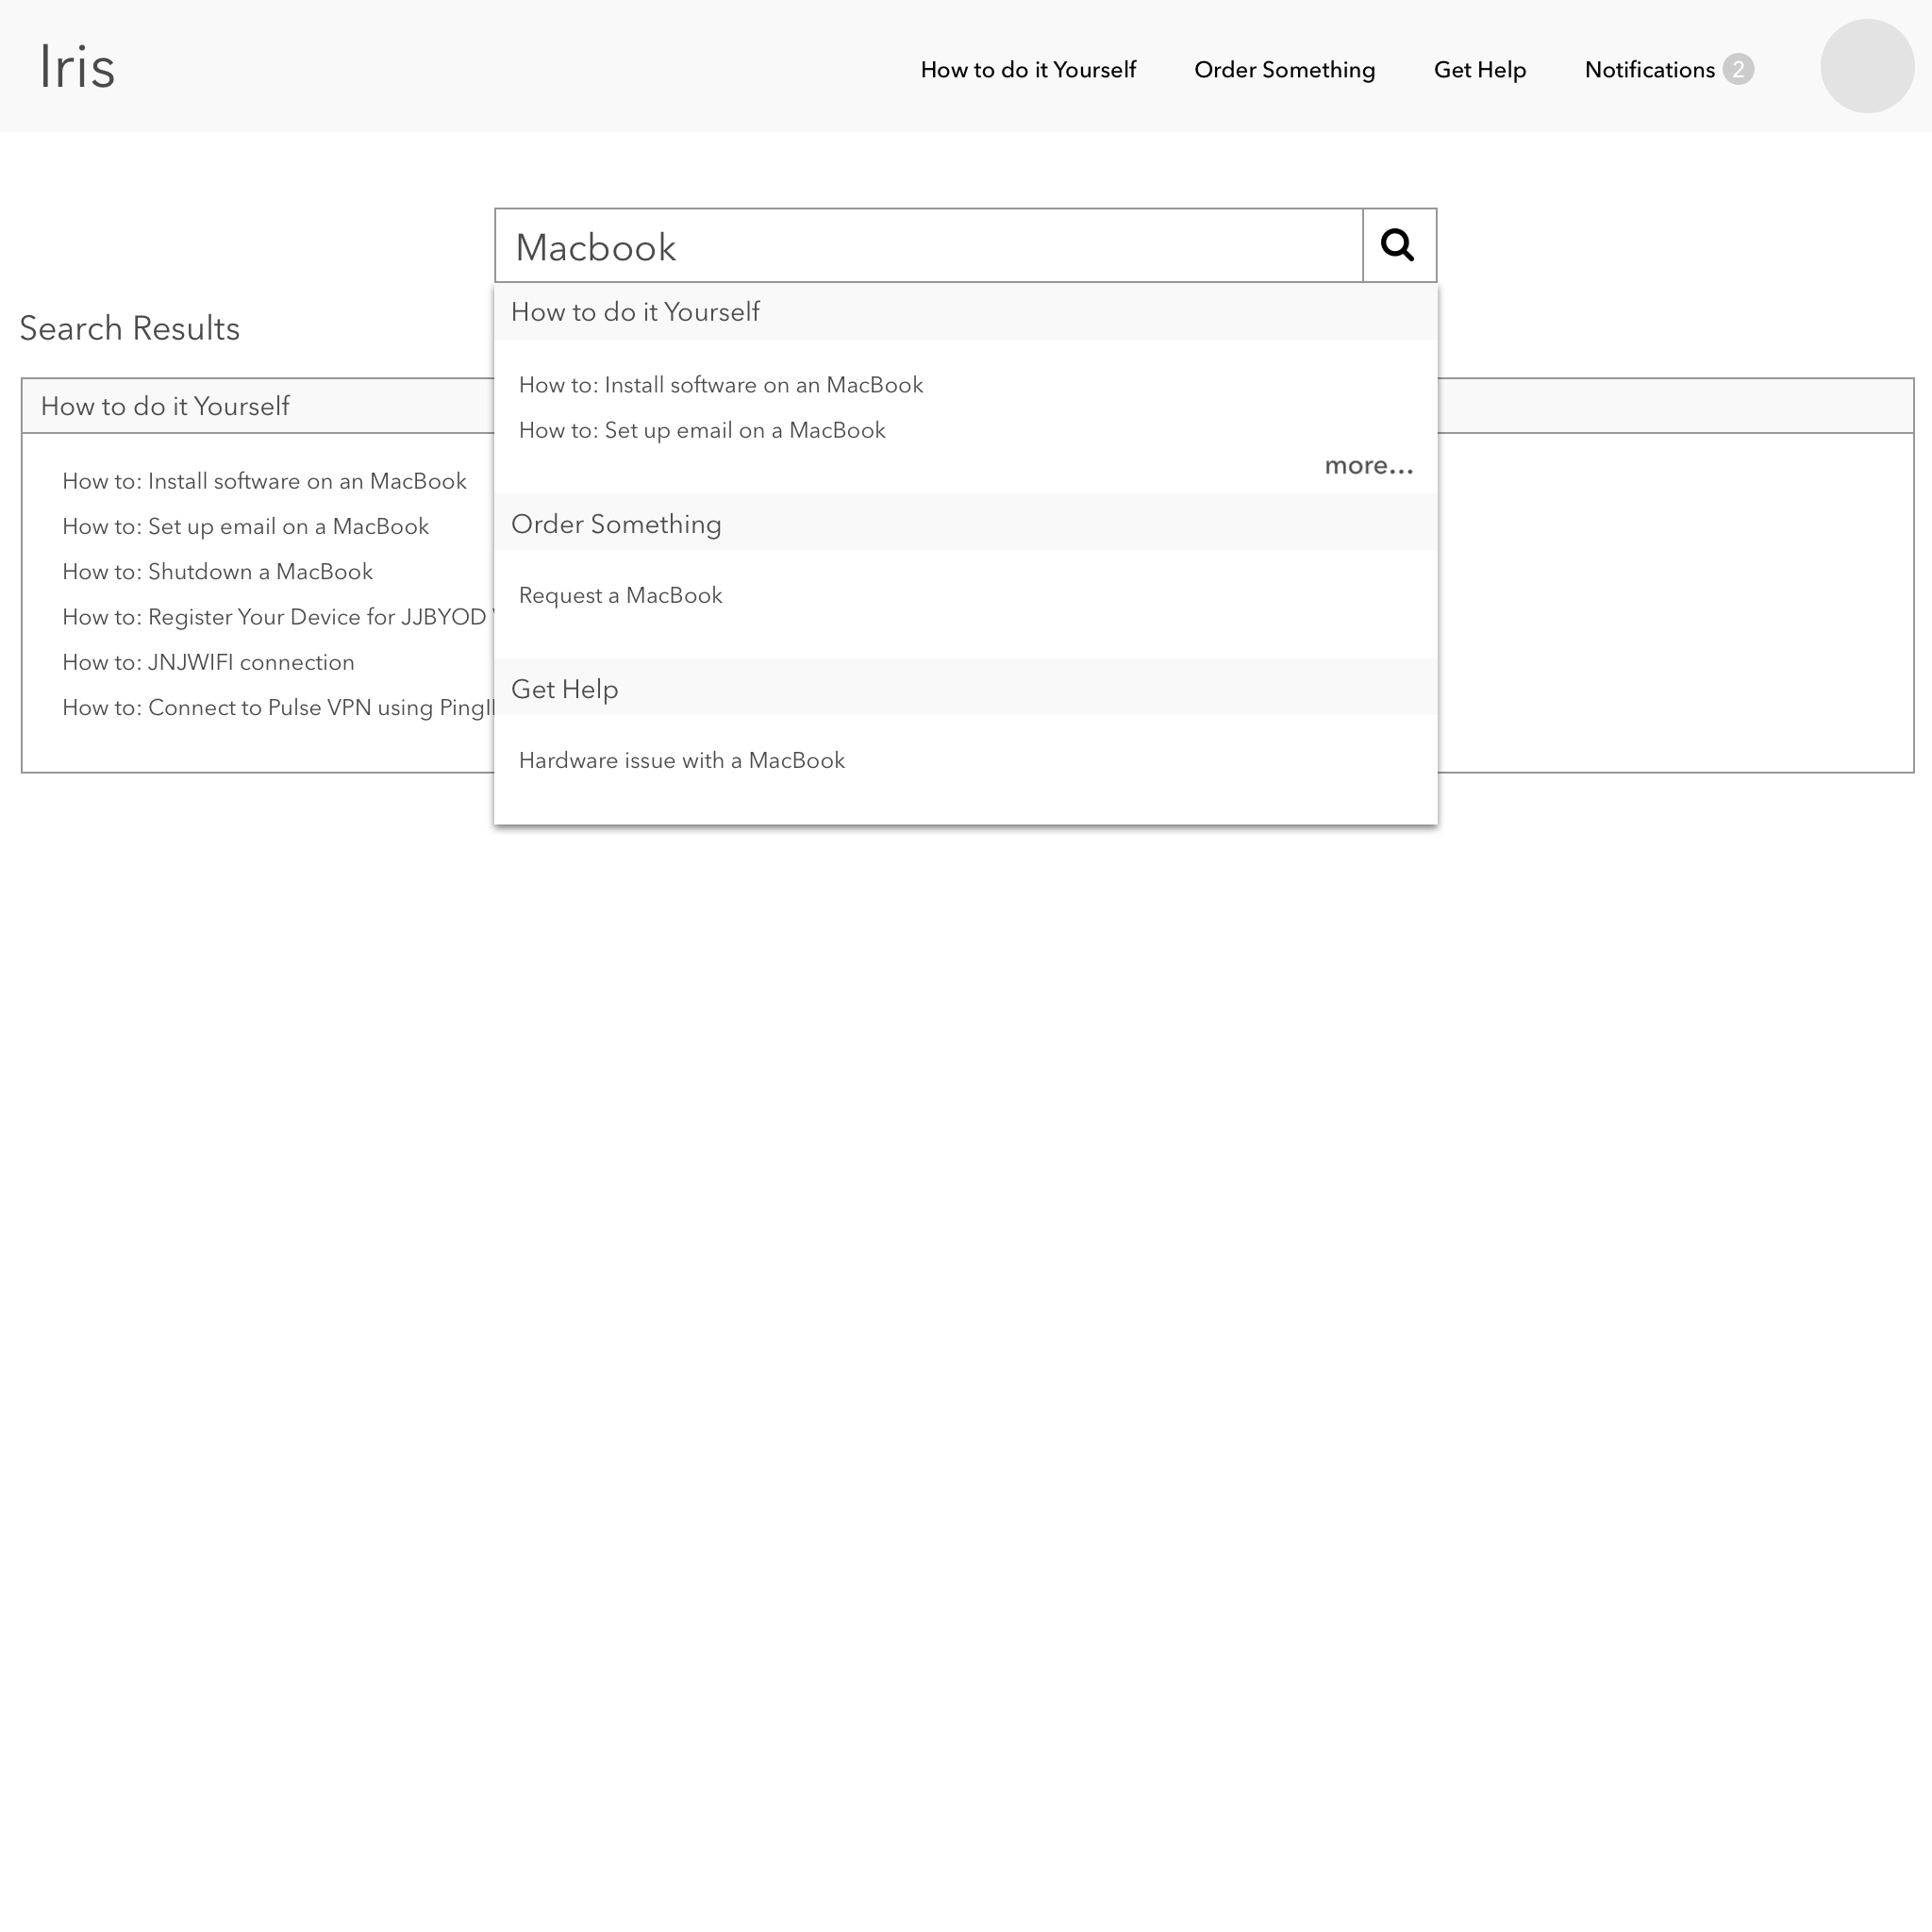 Iris
How to do it Yourself
Order Something
Get Help
Notifications 2
Macbook
How to do it Yourself
How to: Install software on an MacBook
How to: Set up email on a MacBook
more...
Order Something
Request a MacBook
Get Help
Hardware issue with a MacBook
Search Results
How to do it Yourself
How to: Install software on an MacBook
How to: Set up email on a MacBook
How to: Shutdown a MacBook
How to: Register Your Device for JJBYOD
How to: JNJWIFI connection
How to: Connect to Pulse VPN using